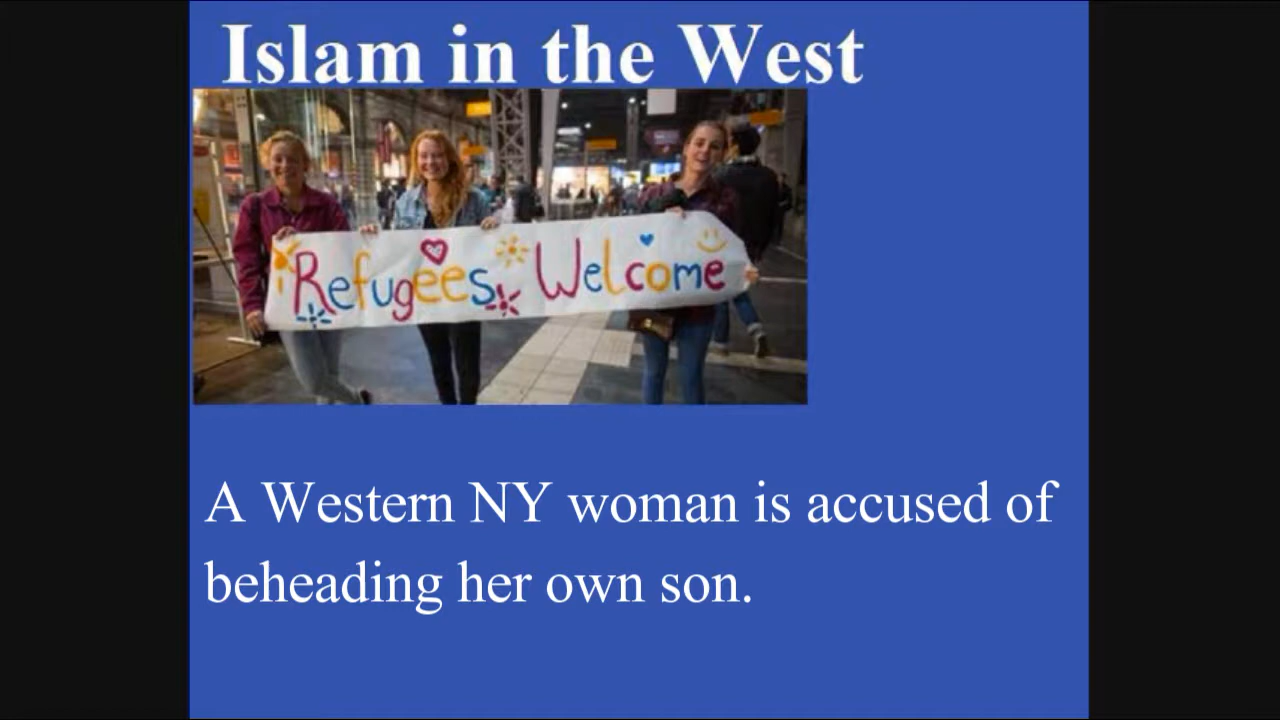 Islam in the West
Refugees Welcome
A Western NY woman is accused of
beheading her own son.